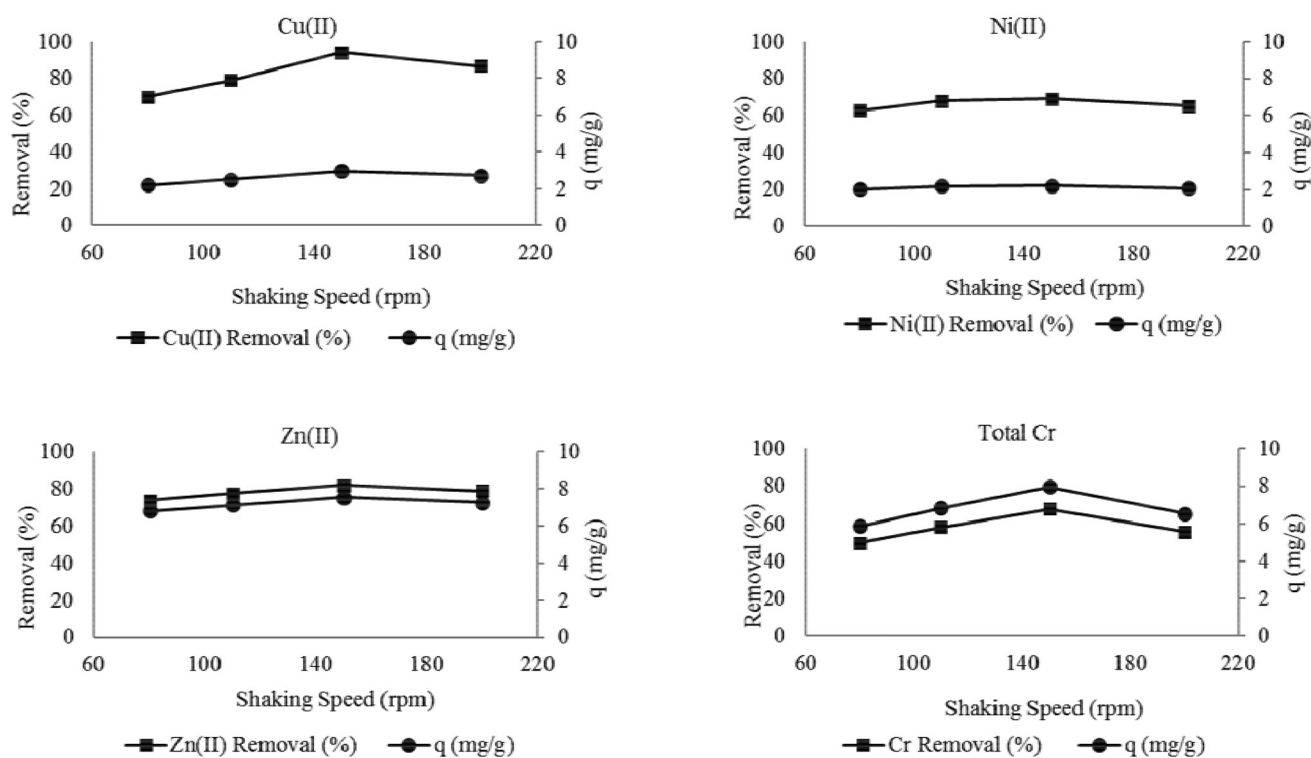 Cu(II)
100
80
60
40
20
0
Removal (%)
10
8
6
4
2
0
q (mg/g)
60 100 140 180 220
Shaking Speed (rpm)
Cu(II) Removal (%) q (mg/g)
Ni(II)
100
80
60
40
20
0
Removal (%)
10
8
6
4
2
0
q (mg/g)
60 100 140 180 220
Shaking Speed (rpm)
Ni(II) Removal (%) q (mg/g)
Zn(II)
100
80
60
40
20
0
Removal (%)
10
8
6
4
2
0
q (mg/g)
60 100 140 180 220
Shaking Speed (rpm)
Zn(II) Removal (%) q (mg/g)
Total Cr
100
80
60
40
20
0
Removal (%)
10
8
6
4
2
0
q (mg/g)
60 100 140 180 220
Shaking Speed (rpm)
Cr Removal (%) q (mg/g)